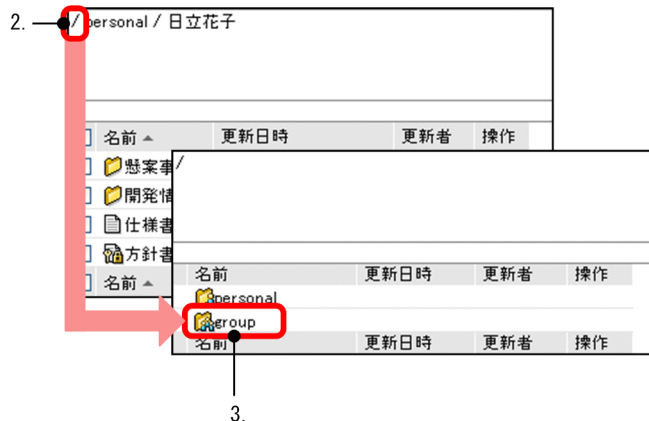 2.
/ personal / 日立花子
名前 ▲ 更新日時 更新者 操作
懸案事
開発情
仕様書
方針書
名前 ▲
/
名前 更新日時 更新者 操作
personal
group
名前 更新日時 更新者 操作
3.